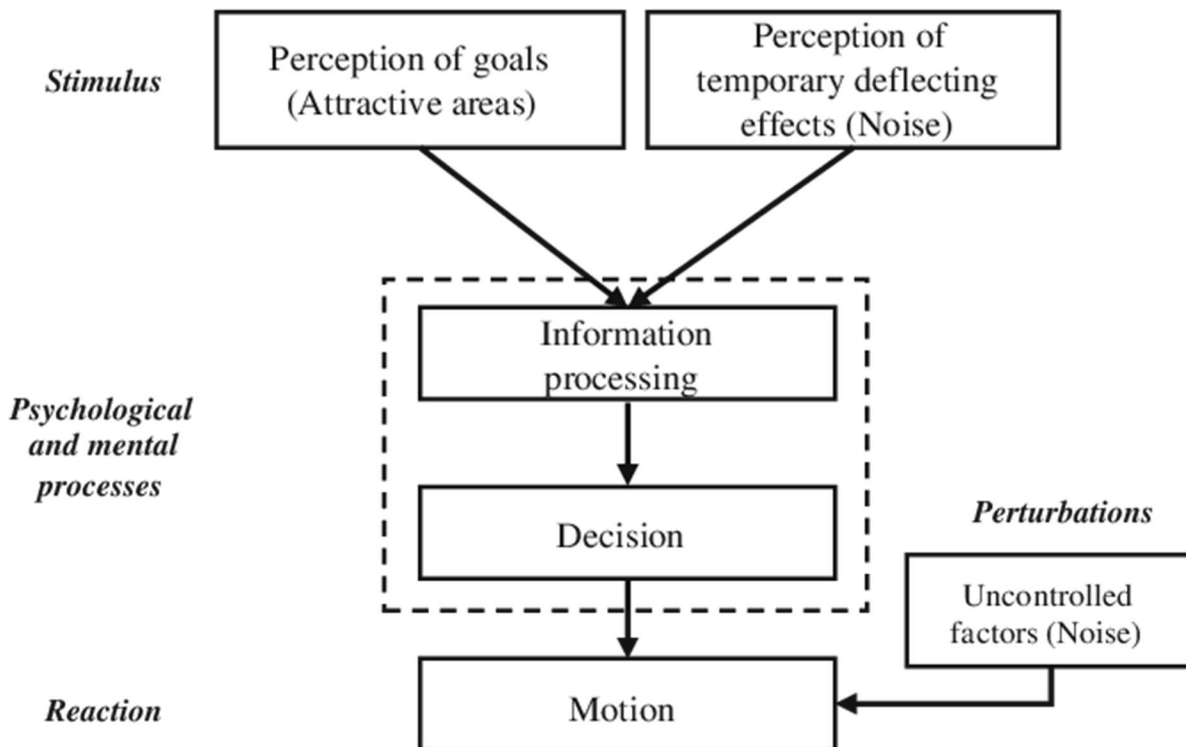 Stimulus
Perception of goals
(Attractive areas)
Perception of
temporary deflecting
effects (Noise)
Psychological
and mental
processes
Information
processing
Decision
Perturbations
Uncontrolled
factors (Noise)
Reaction
Motion